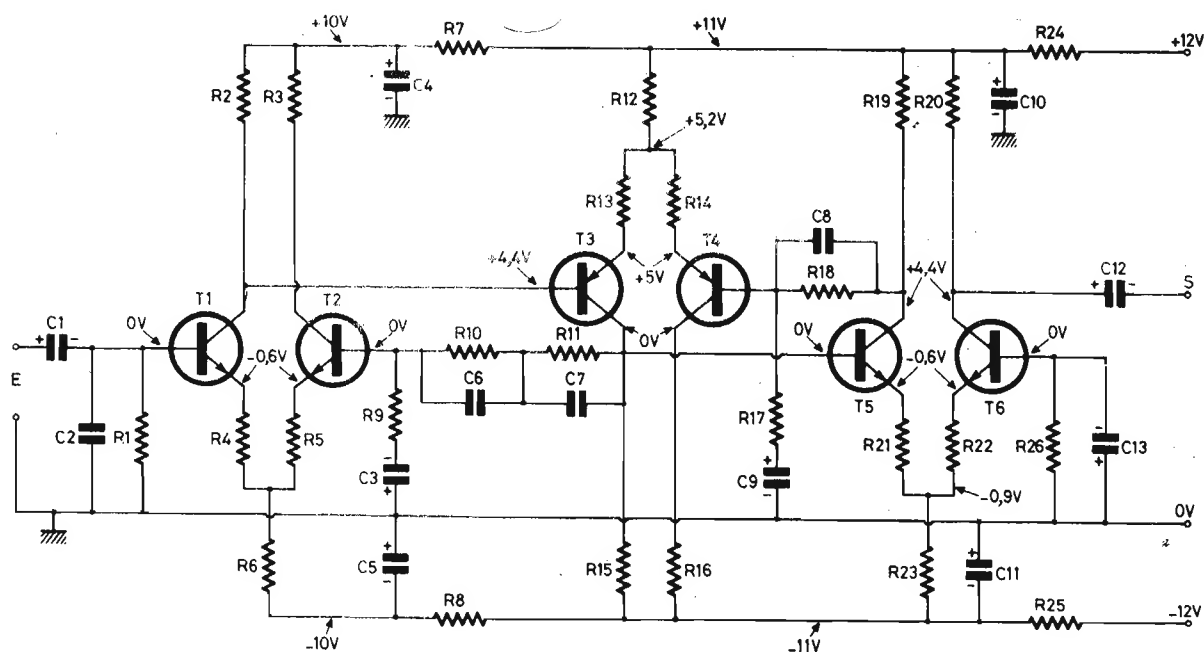 +10V
R7
+11V
R24
+12V
R2
R3
+
-
C4
R12
R19
R20
+
-
C10
+5,2V
R13
R14
C8
T3
T4
+4,4V
+5V
R18
+4,4V
C12
+
-
S
T1
T2
C1
+
-
0V
0V
R10
R11
0V
0V
0V
E
-0,6V
-0,6V
C6
C7
T5
T6
C2
R1
R4
R5
R9
R17
R21
R22
R26
-
+
C13
-
+
C3
+
-
C9
-0,9V
0V
R6
+
-
C5
R15
R16
R23
+
-
C11
R8
R25
-12V
-10V
-11V